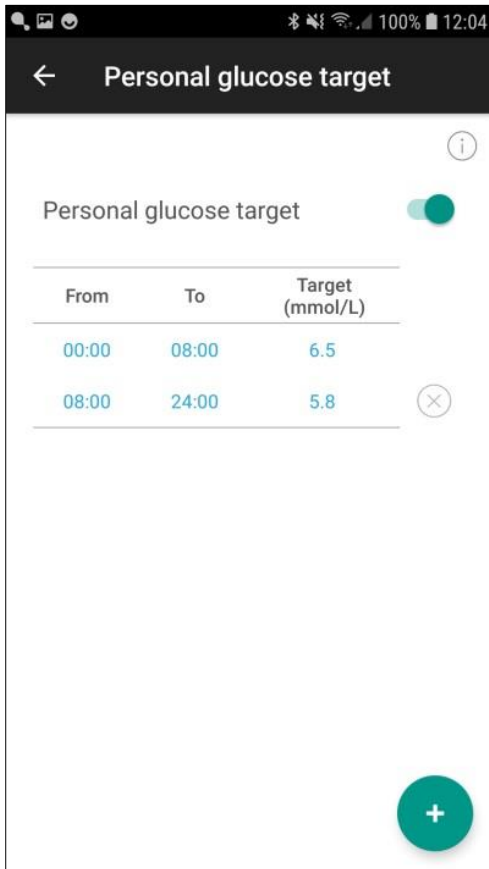 100% 12:04
Personal glucose target
Personal glucose target
From To Target (mmol/L)
00:00 08:00 6.5
08:00 24:00 5.8